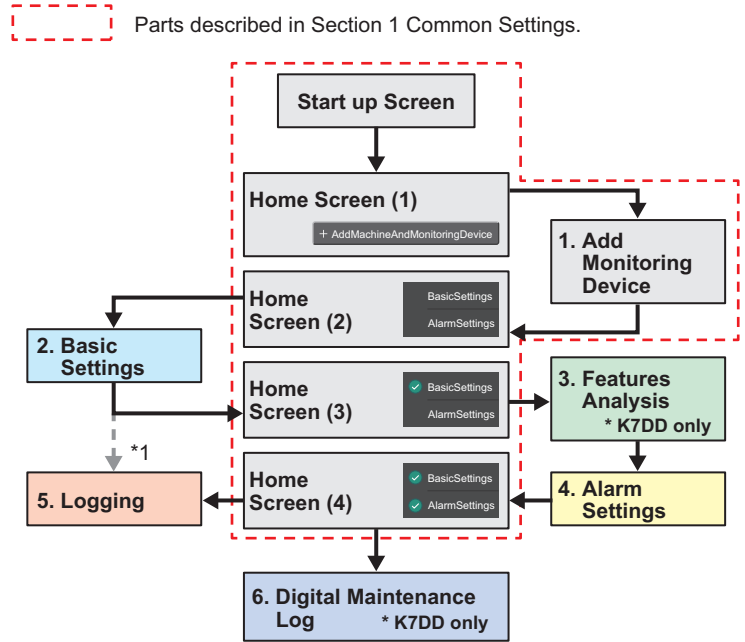 Parts described in Section 1 Common Settings.
Start up Screen
Home Screen (1)
+ AddMachineAndMonitoringDevice
1. Add
Monitoring
Device
Home
Screen (2)
BasicSettings
AlarmSettings
2. Basic
Settings
Home
Screen (3)
BasicSettings
AlarmSettings
3. Features
Analysis
* K7DD only
*1
Home
Screen (4)
BasicSettings
AlarmSettings
4. Alarm
Settings
5. Logging
6. Digital Maintenance
Log * K7DD only